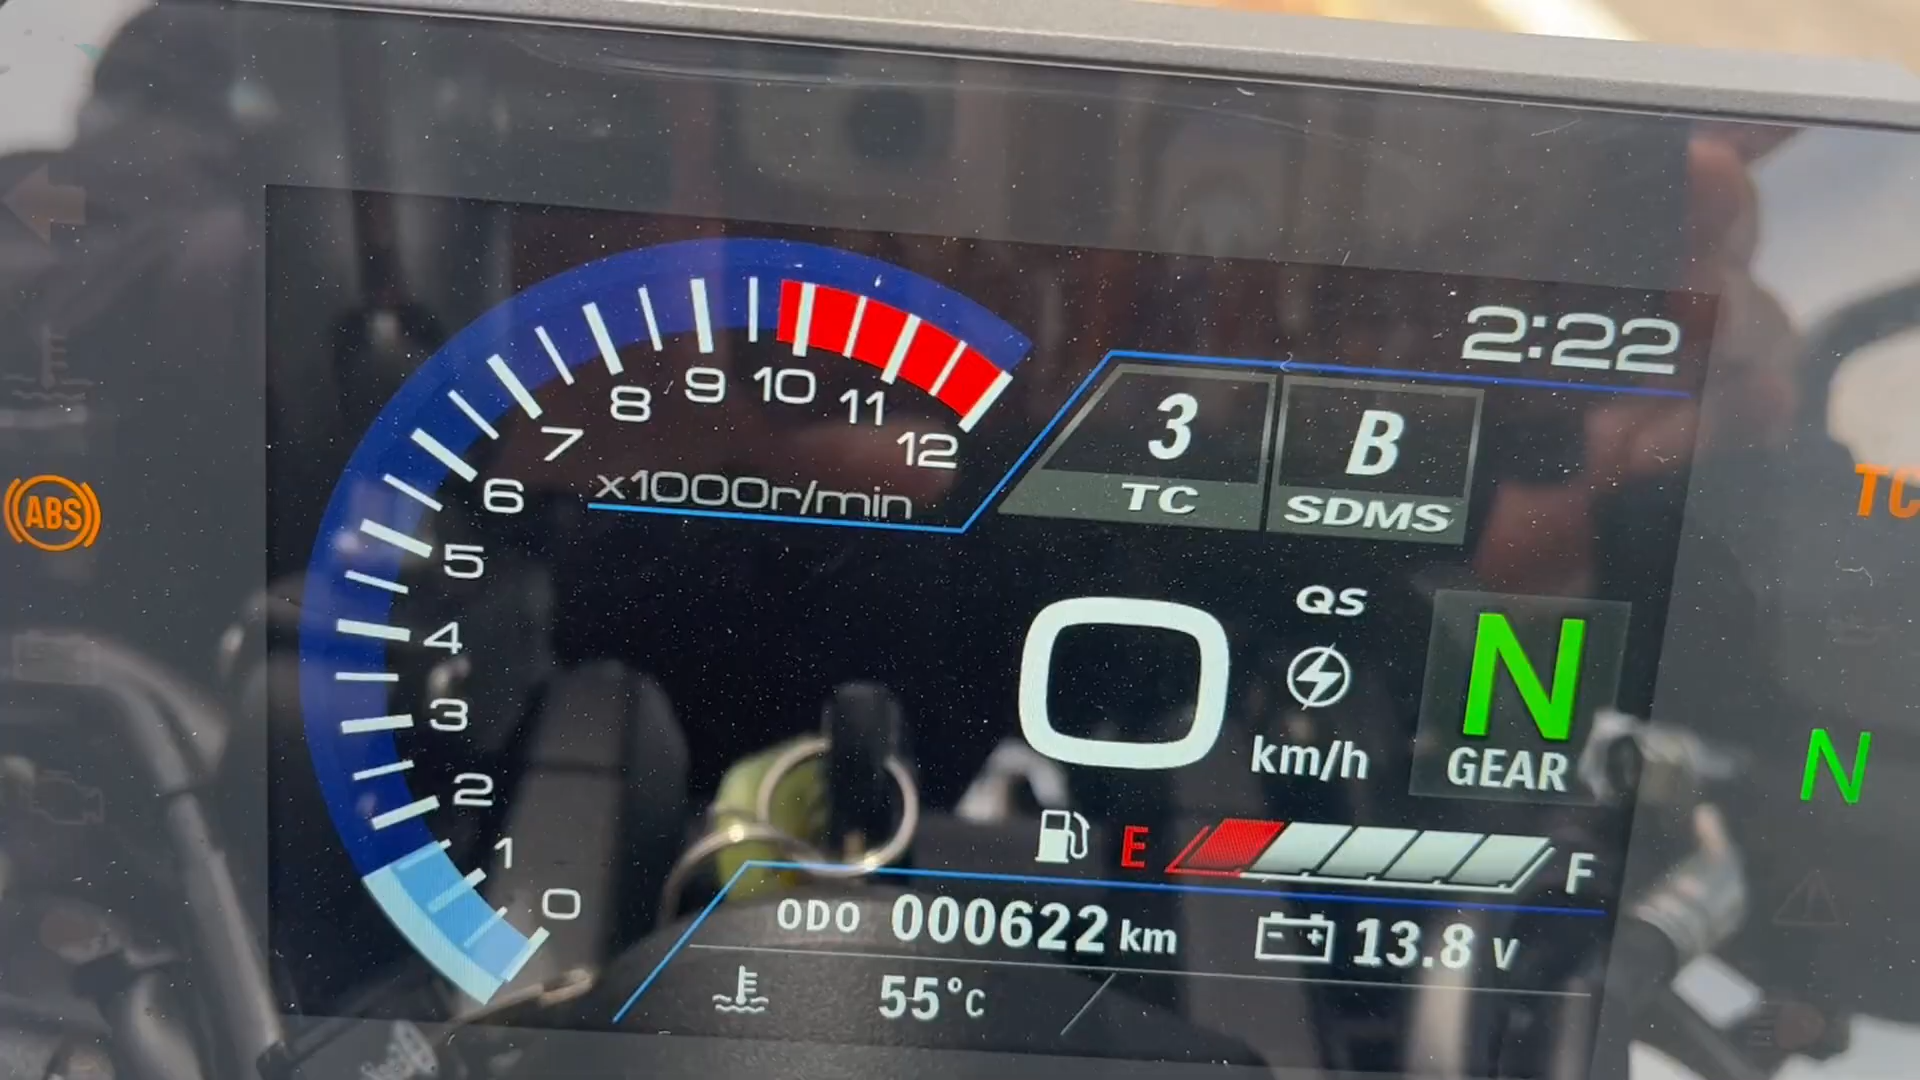 2:22
8 9 10 11 12
7
6
5
4
3
2
1
0
x1000r/min
3 B
TC SDMS
ABS
TC
QS
0
km/h
N
GEAR
N
E F
ODO 000622 km 13.8 V
55°C